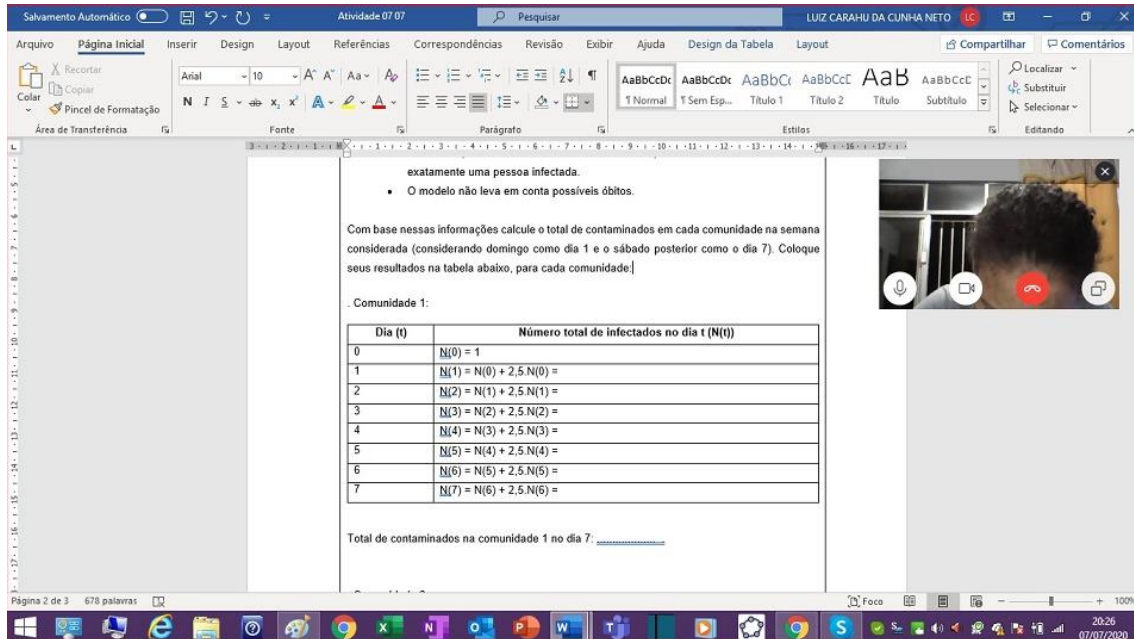 Salvamento Automático
Atividade 07 07
Pesquisar
LUIZ CARAHU DA CUNHA NETO
LC
Arquivo Página Inicial Inserir Design Layout Referências Correspondências Revisão Exibir Ajuda Design da Tabela Layout
Compartilhar Comentários
Colar
Recortar
Copiar
Pincel de Formatação
Área de Transferência
Arial 10
N I S ab x₂ x² A A
Fonte
Parágrafo
AaBbCcDc AaBbCcDc AaBbCc AaBbCcD AaB AaBbCcD
¶ Normal ¶ Sem Esp... Título 1 Título 2 Título Subtítulo
Estilos
Localizar
Substituir
Selecionar
Editando
exatamente uma pessoa infectada.
• O modelo não leva em conta possíveis óbitos.
Com base nessas informações calcule o total de contaminados em cada comunidade na semana
considerada (considerando domingo como dia 1 e o sábado posterior como o dia 7). Coloque
seus resultados na tabela abaixo, para cada comunidade:
. Comunidade 1:
Dia (t) Número total de infectados no dia t (N(t))
0 N(0) = 1
1 N(1) = N(0) + 2,5.N(0) =
2 N(2) = N(1) + 2,5.N(1) =
3 N(3) = N(2) + 2,5.N(2) =
4 N(4) = N(3) + 2,5.N(3) =
5 N(5) = N(4) + 2,5.N(4) =
6 N(6) = N(5) + 2,5.N(5) =
7 N(7) = N(6) + 2,5.N(6) =
Total de contaminados na comunidade 1 no dia 7:
Página 2 de 3 678 palavras
Foco
100%
20:26
07/07/2020